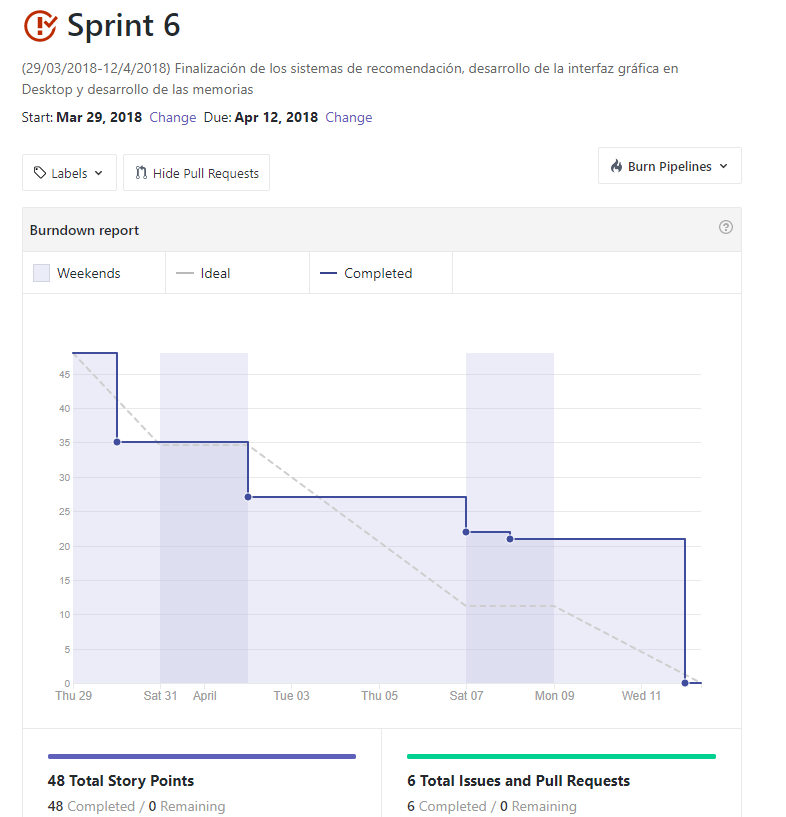 Sprint 6
(29/03/2018-12/4/2018) Finalización de los sistemas de recomendación, desarrollo de la interfaz gráfica en
Desktop y desarrollo de las memorias
Start: Mar 29, 2018 Change Due: Apr 12, 2018 Change
Labels Hide Pull Requests Burn Pipelines
Burndown report ?
Weekends Ideal Completed
45
40
35
30
25
20
15
10
5
0
Thu 29 Sat 31 April Tue 03 Thu 05 Sat 07 Mon 09 Wed 11
48 Total Story Points 6 Total Issues and Pull Requests
48 Completed / 0 Remaining 6 Completed / 0 Remaining